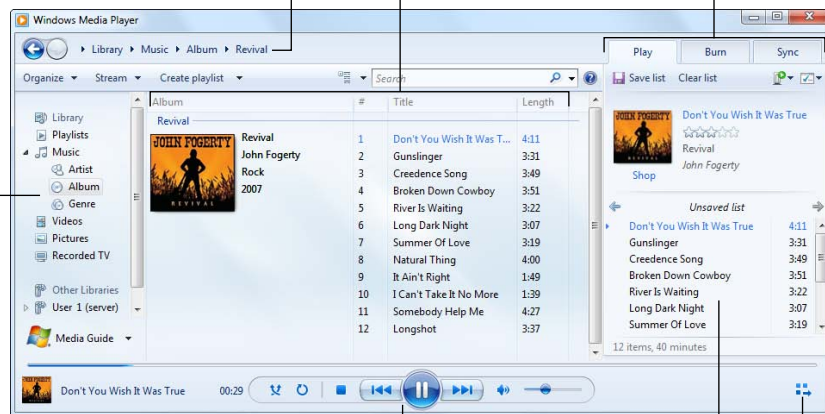 Windows Media Player
Library Music Album Revival
Play Burn Sync
Organize Stream Create playlist Search
Save list Clear list
Library
Playlists
Music
Artist
Album
Genre
Videos
Pictures
Recorded TV
Other Libraries
User 1 (server)
Media Guide
Album # Title Length
Revival
JOHN FOGERTY
REVIVAL
Revival
John Fogerty
Rock
2007
1 Don't You Wish It Was T... 4:11
2 Gunslinger 3:31
3 Creedence Song 3:49
4 Broken Down Cowboy 3:51
5 River Is Waiting 3:22
6 Long Dark Night 3:07
7 Summer Of Love 3:19
8 Natural Thing 4:00
9 It Ain't Right 1:49
10 I Can't Take It No More 1:39
11 Somebody Help Me 4:27
12 Longshot 3:37
JOHN FOGERTY
Shop
Don't You Wish It Was True
Revival
John Fogerty
Unsaved list
Don't You Wish It Was True 4:11
Gunslinger 3:31
Creedence Song 3:49
Broken Down Cowboy 3:51
River Is Waiting 3:22
Long Dark Night 3:07
Summer Of Love 3:19
12 items, 40 minutes
Don't You Wish It Was True 00:29